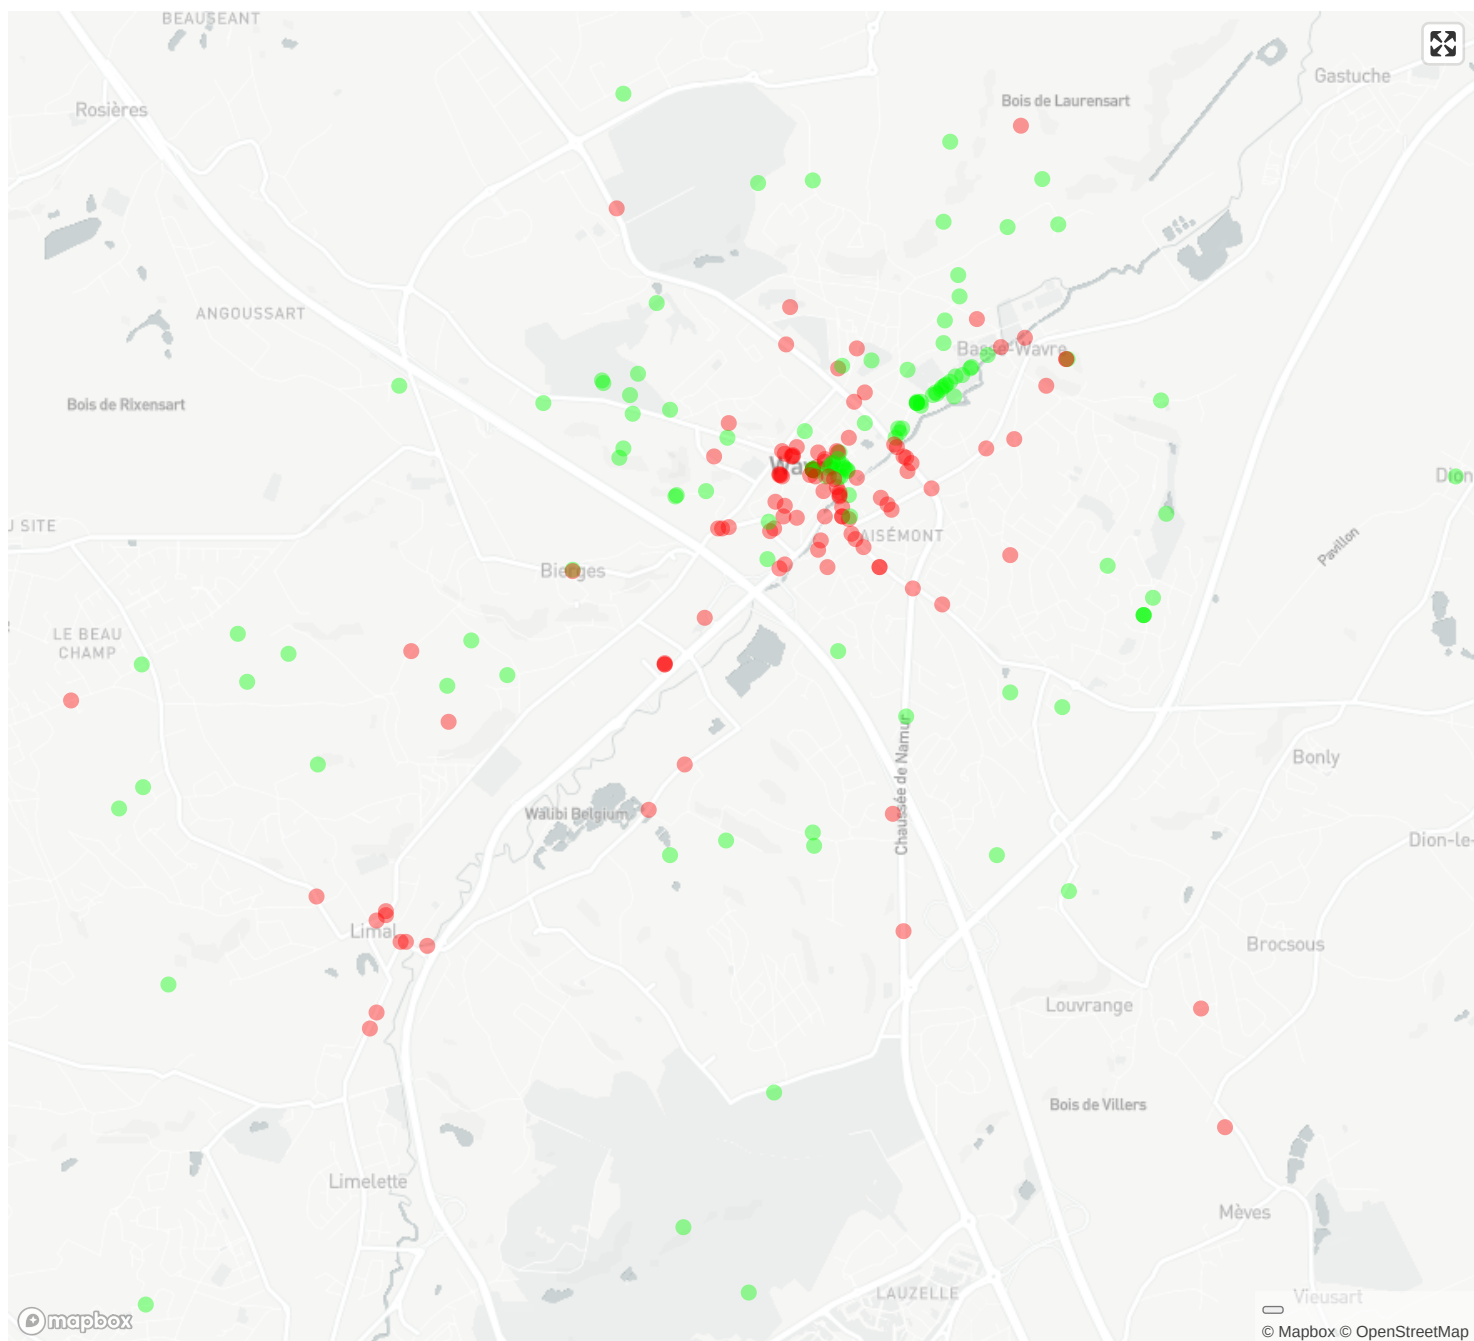 BEAUSEANT
Gastuche
Bois de Laurensart
Rosières
ANGOUSSART
Basse-Wavre
Bois de Rixensart
Dion
U SITE
AISÉMONT
Pavillon
Bierges
LE BEAU
CHAMP
Chaussée de Namur
Bonly
Walibi Belgium
Dion-le-
Limal
Brocsous
Louvrange
Bois de Villers
Limelette
Mèves
LAUZELLE
Vieusart
mapbox
© Mapbox © OpenStreetMap